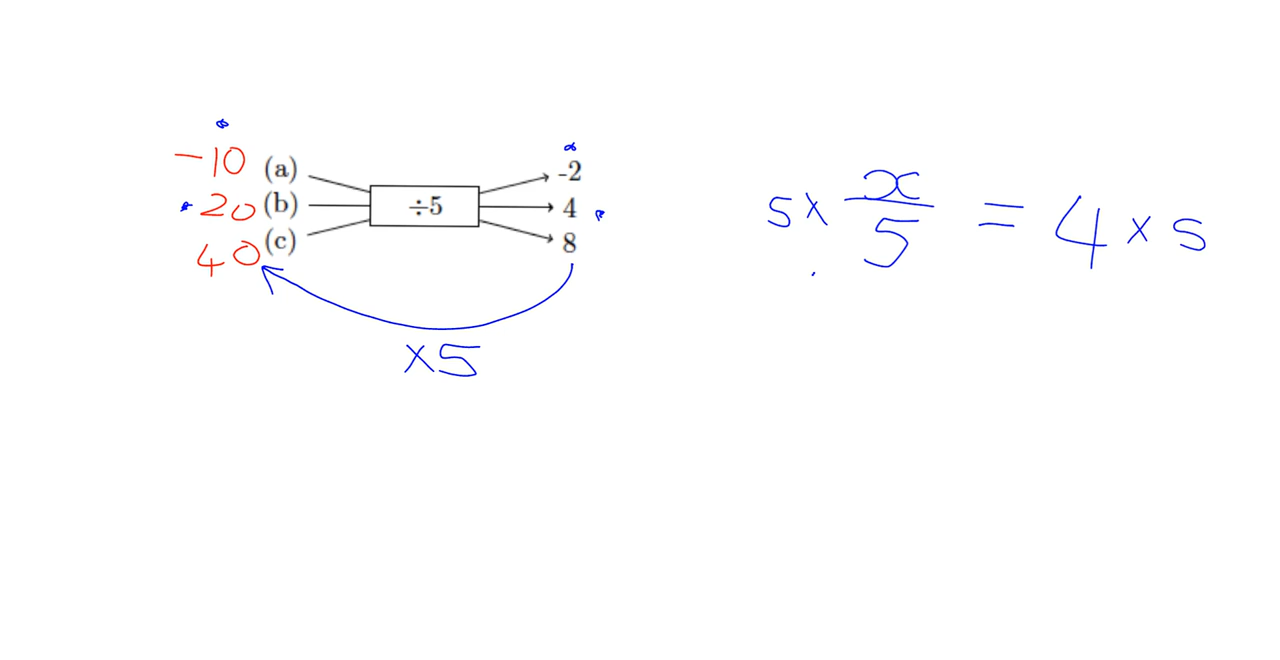 -10 (a) -2
20 (b) ÷5 4
40 (c) 8
×5
5 × x/5 = 4 × 5